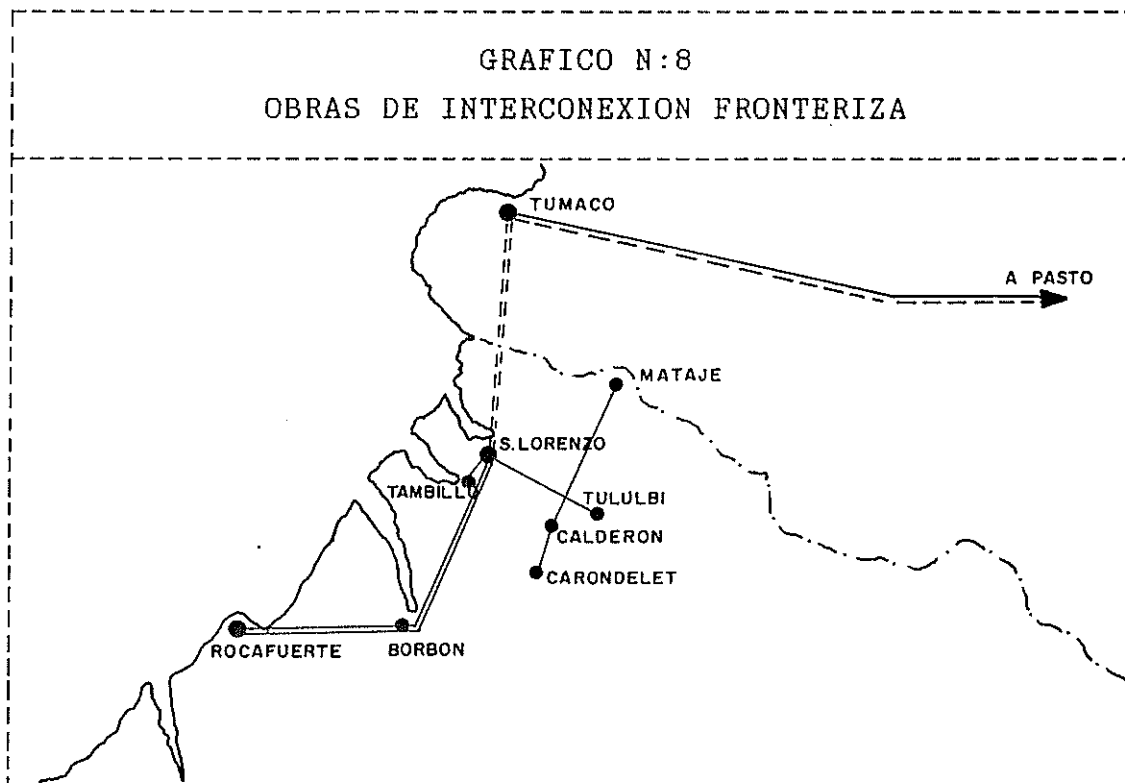 GRAFICO N:8
OBRAS DE INTERCONEXION FRONTERIZA
TUMACO
A PASTO
MATAJE
S.LORENZO
TAMBILLO
TULULBI
CALDERON
CARONDELET
ROCAFUERTE
BORBON